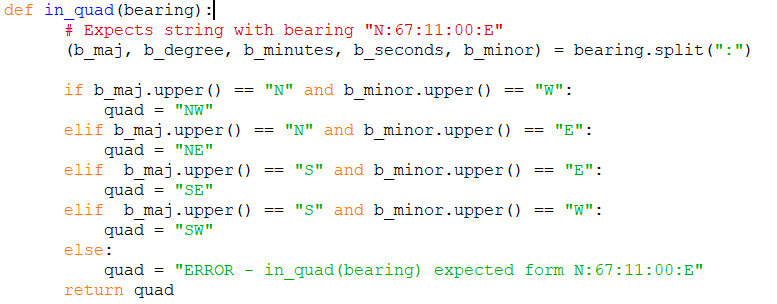 def in_quad(bearing):
# Expects string with bearing "N:67:11:00:E"
(b_maj, b_degree, b_minutes, b_seconds, b_minor) = bearing.split(":")
if b_maj.upper() == "N" and b_minor.upper() == "W":
quad = "NW"
elif b_maj.upper() == "N" and b_minor.upper() == "E":
quad = "NE"
elif  b_maj.upper() == "S" and b_minor.upper() == "E":
quad = "SE"
elif  b_maj.upper() == "S" and b_minor.upper() == "W":
quad = "SW"
else:
quad = "ERROR - in_quad(bearing) expected form N:67:11:00:E"
return quad